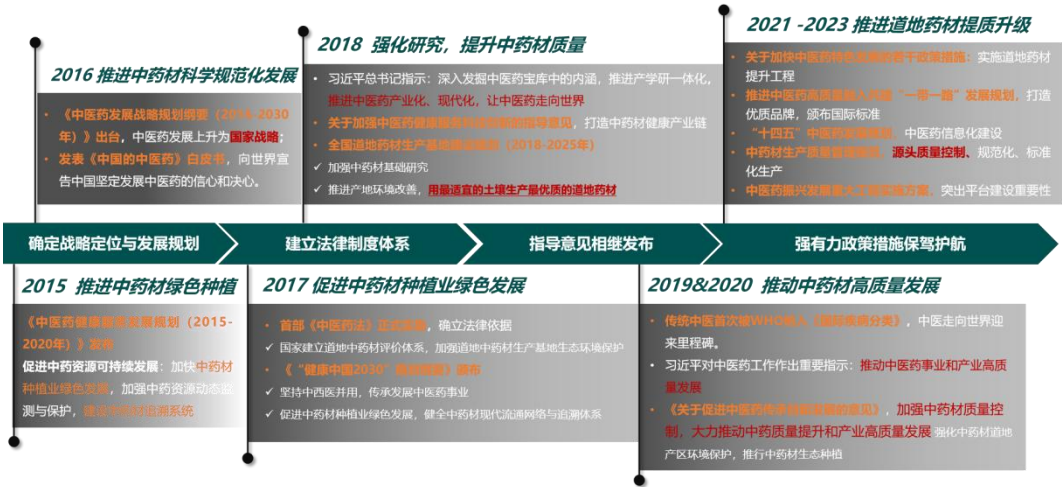 2016 推进中药材科学规范化发展
• 《中医药发展战略规划纲要（2016-2030
年）》出台，中医药发展上升为国家战略；
• 发表《中国的中医药》白皮书，向世界宣
告中国坚定发展中医药的信心和决心。
2018 强化研究，提升中药材质量
• 习近平总书记指示：深入发掘中医药宝库中的内涵，推进产学研一体化，
推进中医药产业化、现代化，让中医药走向世界
• 关于加强中医药健康服务科技创新的指导意见，打造中药材健康产业链
• 全国道地药材生产基地建设规划（2018-2025年）
✓ 加强中药材基础研究
✓ 推进产地环境改善，用最适宜的土壤生产最优质的道地药材
2021 -2023 推进道地药材提质升级
• 关于加快中医药特色发展的若干政策措施：实施道地药材
提升工程
• 推进中医药高质量融入共建“一带一路”发展规划，打造
优质品牌，颁布国际标准
• “十四五”中医药发展规划，中医药信息化建设
• 中药材生产质量管理规范，源头质量控制、规范化、标准
化生产
• 中医药振兴发展重大工程实施方案，突出平台建设重要性
确定战略定位与发展规划
建立法律制度体系
指导意见相继发布
强有力政策措施保驾护航
2015 推进中药材绿色种植
《中医药健康服务发展规划（2015-
2020年）》发布
促进中药资源可持续发展：加快中药材
种植业绿色发展，加强中药资源动态监
测与保护，建设中药材追溯系统
2017 促进中药材种植业绿色发展
• 首部《中医药法》正式实施，确立法律依据
✓ 国家建立道地中药材评价体系，加强道地中药材生产基地生态环境保护
• 《“健康中国2030”规划纲要》颁布
✓ 坚持中西医并用，传承发展中医药事业
✓ 促进中药材种植业绿色发展，健全中药材现代流通网络与追溯体系
2019&2020 推动中药材高质量发展
• 传统中医首次被WHO纳入《国际疾病分类》，中医走向世界迎
来里程碑。
• 习近平对中医药工作作出重要指示：推动中医药事业和产业高质
量发展
• 《关于促进中医药传承创新发展的意见》，加强中药材质量控
制，大力推动中药质量提升和产业高质量发展 强化中药材道地
产区环境保护，推行中药材生态种植